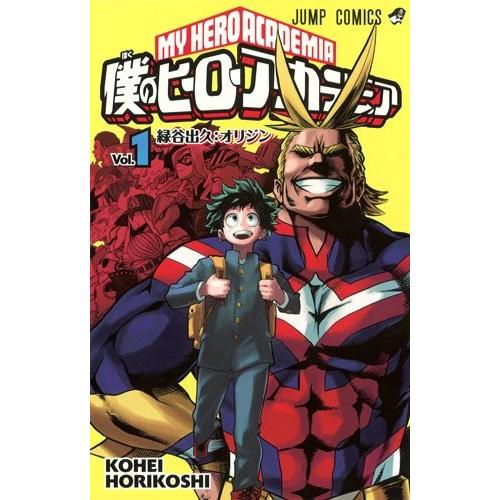 JUMP COMICS
MY HERO ACADEMIA
ぼく
僕のヒーローアカデミア
Vol.1
緑谷出久:オリジン
KOHEI
HORIKOSHI